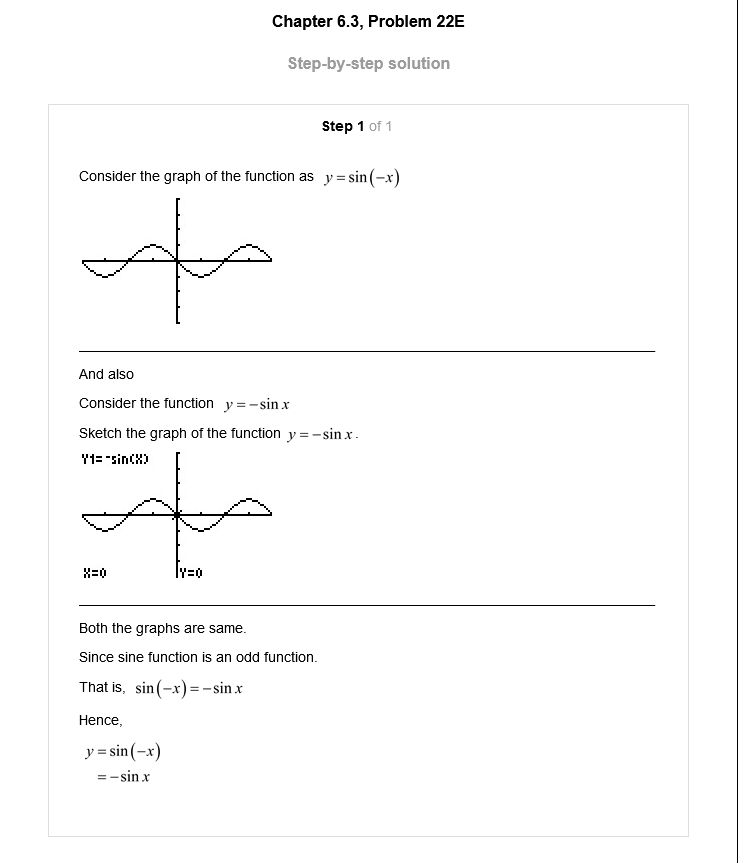 Chapter 6.3, Problem 22E
Step-by-step solution
Step 1 of 1
Consider the graph of the function as y = sin(−x)
And also
Consider the function y = −sin x
Sketch the graph of the function y = −sin x .
Y1=-sin(X)
X=0 Y=0
Both the graphs are same.
Since sine function is an odd function.
That is, sin(−x) = −sin x
Hence,
y = sin(−x)
= −sin x